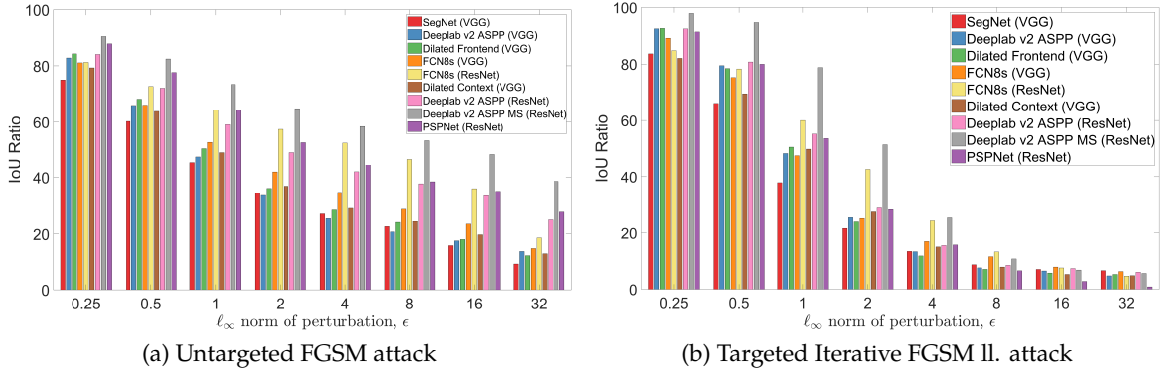 100
80
60
40
20
0
IoU Ratio
SegNet (VGG)
Deeplab v2 ASPP (VGG)
Dilated Frontend (VGG)
FCN8s (VGG)
FCN8s (ResNet)
Dilated Context (VGG)
Deeplab v2 ASPP (ResNet)
Deeplab v2 ASPP MS (ResNet)
PSPNet (ResNet)
0.25 0.5 1 2 4 8 16 32
ℓ∞ norm of perturbation, ϵ
(a) Untargeted FGSM attack
100
80
60
40
20
0
IoU Ratio
SegNet (VGG)
Deeplab v2 ASPP (VGG)
Dilated Frontend (VGG)
FCN8s (VGG)
FCN8s (ResNet)
Dilated Context (VGG)
Deeplab v2 ASPP (ResNet)
Deeplab v2 ASPP MS (ResNet)
PSPNet (ResNet)
0.25 0.5 1 2 4 8 16 32
ℓ∞ norm of perturbation, ϵ
(b) Targeted Iterative FGSM ll. attack